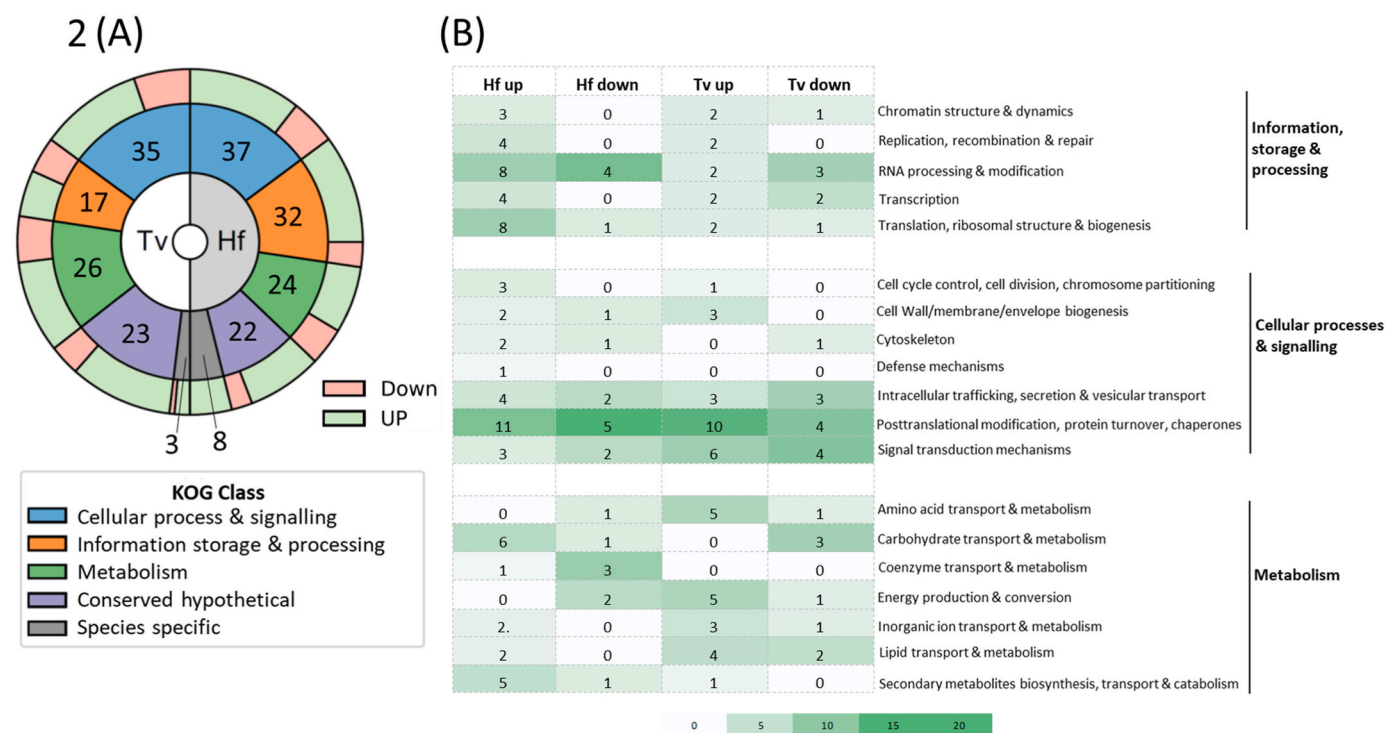 2 (A)
35
37
17
32
Tv
Hf
26
24
23
22
3
8
Down
UP
KOG Class
Cellular process & signalling
Information storage & processing
Metabolism
Conserved hypothetical
Species specific
(B)
Hf up Hf down Tv up Tv down
3 0 2 1 Chromatin structure & dynamics
4 0 2 0 Replication, recombination & repair
8 4 2 3 RNA processing & modification
4 0 2 2 Transcription
8 1 2 1 Translation, ribosomal structure & biogenesis
Information,
storage &
processing
3 0 1 0 Cell cycle control, cell division, chromosome partitioning
2 1 3 0 Cell Wall/membrane/envelope biogenesis
2 1 0 1 Cytoskeleton
1 0 0 0 Defense mechanisms
4 2 3 3 Intracellular trafficking, secretion & vesicular transport
11 5 10 4 Posttranslational modification, protein turnover, chaperones
3 2 6 4 Signal transduction mechanisms
Cellular processes
& signalling
0 1 5 1 Amino acid transport & metabolism
6 1 0 3 Carbohydrate transport & metabolism
1 3 0 0 Coenzyme transport & metabolism
0 2 5 1 Energy production & conversion
2. 0 3 1 Inorganic ion transport & metabolism
2 0 4 2 Lipid transport & metabolism
5 1 1 0 Secondary metabolites biosynthesis, transport & catabolism
Metabolism
0 5 10 15 20